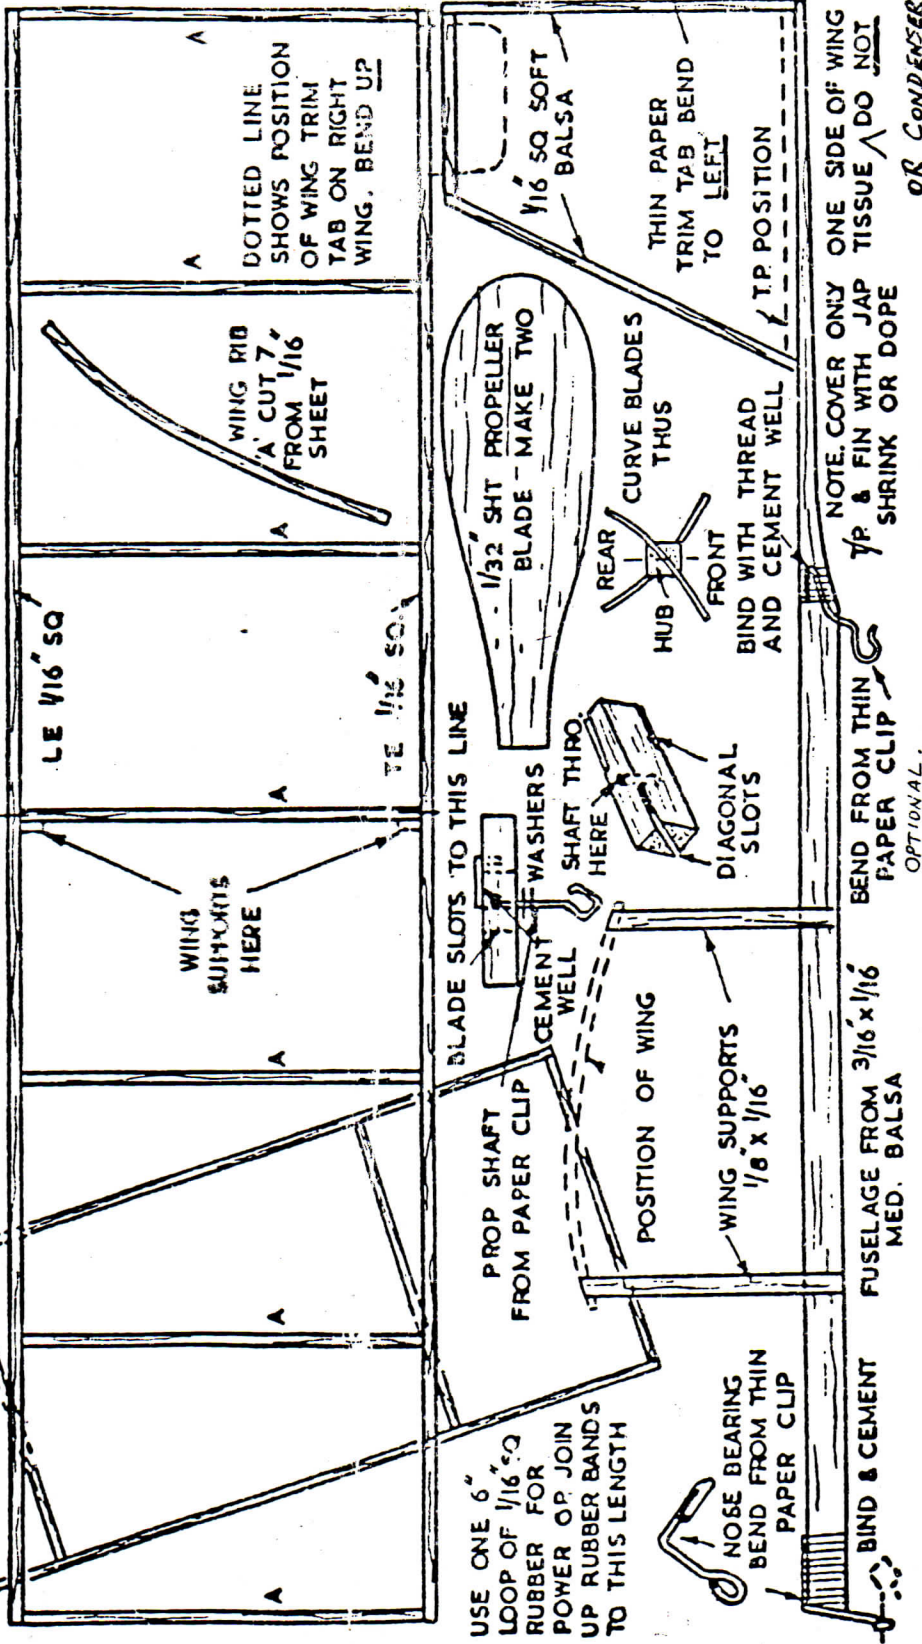 A
A
A
A
A
A
A
A
LE 1/16" SQ
TE 1/16" SQ.
WING
SUPPORTS
HERE
WING RIB
'A' CUT 7
FROM 1/16"
SHEET
DOTTED LINE
SHOWS POSITION
OF WING TRIM
TAB ON RIGHT
WING. BEND UP
USE ONE 6"
LOOP OF 1/16" SQ
RUBBER FOR
POWER OR JOIN
UP RUBBER BANDS
TO THIS LENGTH
BLADE SLOTS TO THIS LINE
PROP SHAFT
FROM PAPER CLIP
CEMENT
WELL
WASHERS
SHAFT THRO.
HERE
DIAGONAL
SLOTS
1/32" SHT PROPELLER
BLADE MAKE TWO
REAR
CURVE BLADES
THUS
HUB
FRONT
1/16" SQ SOFT
BALSA
THIN PAPER
TRIM TAB BEND
TO LEFT
T.P. POSITION
POSITION OF WING
WING SUPPORTS
1/8" x 1/16"
BIND WITH THREAD
AND CEMENT WELL
NOSE BEARING
BEND FROM THIN
PAPER CLIP
BIND & CEMENT
FUSELAGE FROM 3/16" x 1/16"
MED. BALSA
BEND FROM THIN
PAPER CLIP
OPTIONAL.
NOTE. COVER ONLY ONE SIDE OF WING
T/P. & FIN WITH JAP TISSUE ^ DO NOT
SHRINK OR DOPE
OR CONDENSER